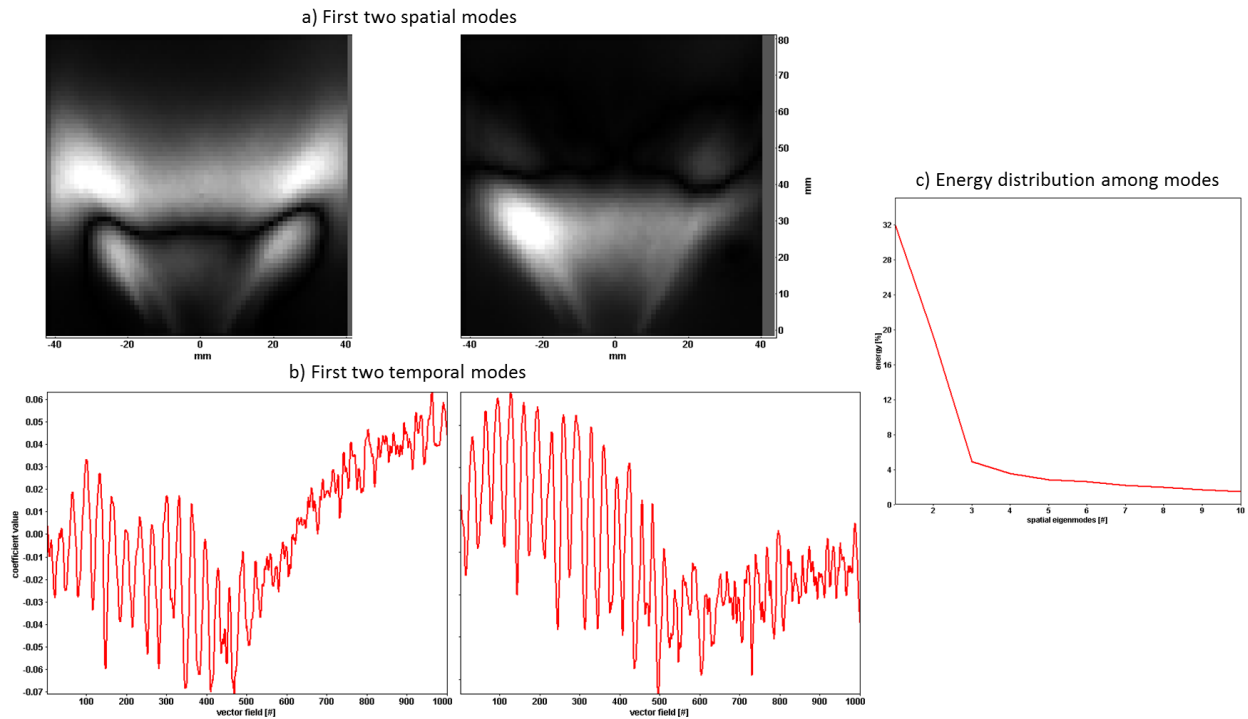 a) First two spatial modes
-40 -20 0 20 40
mm
-40 -20 0 20 40
mm
80
70
60
50
40
30
20
10
0
mm
b) First two temporal modes
0.06
0.05
0.04
0.03
0.02
0.01
0.00
-0.01
-0.02
-0.03
-0.04
-0.05
-0.06
-0.07
coefficient value
100 200 300 400 500 600 700 800 900 1000
vector field [#]
100 200 300 400 500 600 700 800 900 1000
vector field [#]
c) Energy distribution among modes
32
28
24
20
16
12
8
4
0
energy [%]
2 3 4 5 6 7 8 9 10
spatial eigenmodes [#]